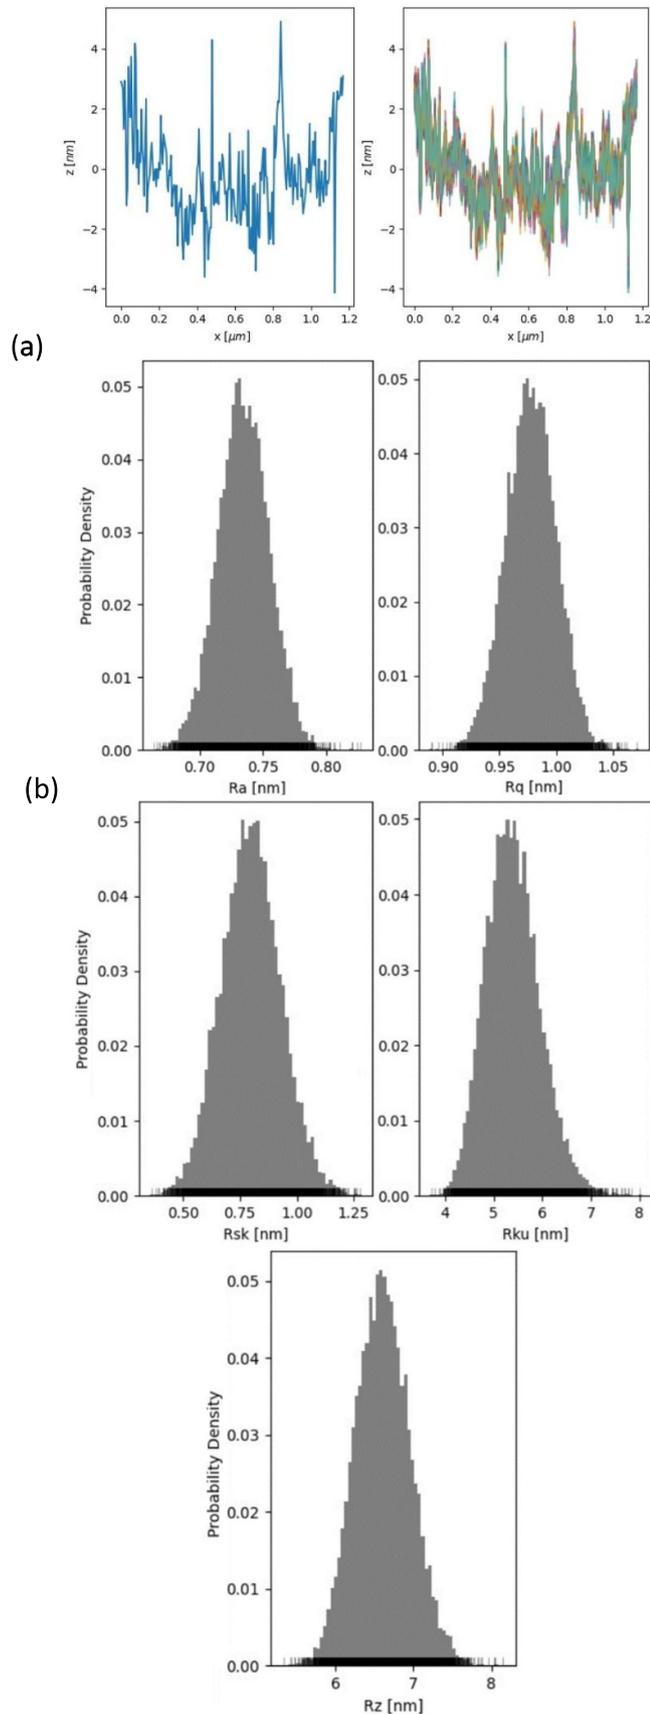 4
2
0
−2
−4
z [nm]
0.0 0.2 0.4 0.6 0.8 1.0 1.2
x [μm]
4
2
0
−2
−4
z [nm]
0.0 0.2 0.4 0.6 0.8 1.0 1.2
x [μm]
(a)
0.05
0.04
0.03
0.02
0.01
0.00
Probability Density
0.70 0.75 0.80
Ra [nm]
0.05
0.04
0.03
0.02
0.01
0.00
0.90 0.95 1.00 1.05
Rq [nm]
(b)
0.05
0.04
0.03
0.02
0.01
0.00
Probability Density
0.50 0.75 1.00 1.25
Rsk [nm]
0.05
0.04
0.03
0.02
0.01
0.00
4 5 6 7 8
Rku [nm]
0.05
0.04
0.03
0.02
0.01
0.00
Probability Density
6 7 8
Rz [nm]